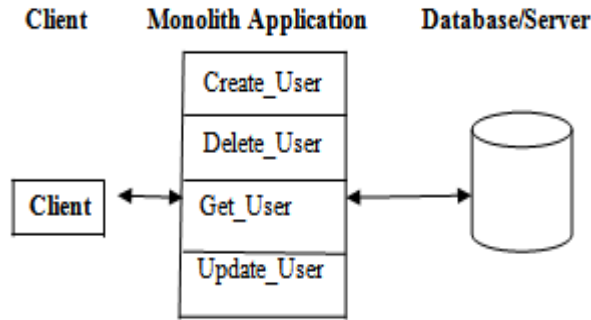 Client Monolith Application Database/Server
Create_User
Delete_User
Client
Get_User
Update_User